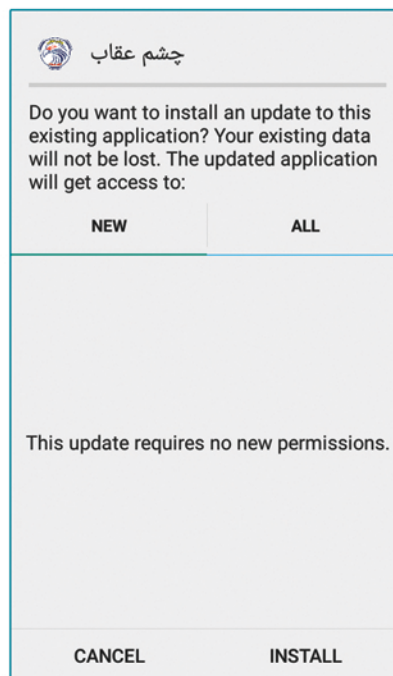 چشم عقاب
Do you want to install an update to this
existing application? Your existing data
will not be lost. The updated application
will get access to:
NEW ALL
This update requires no new permissions.
CANCEL INSTALL